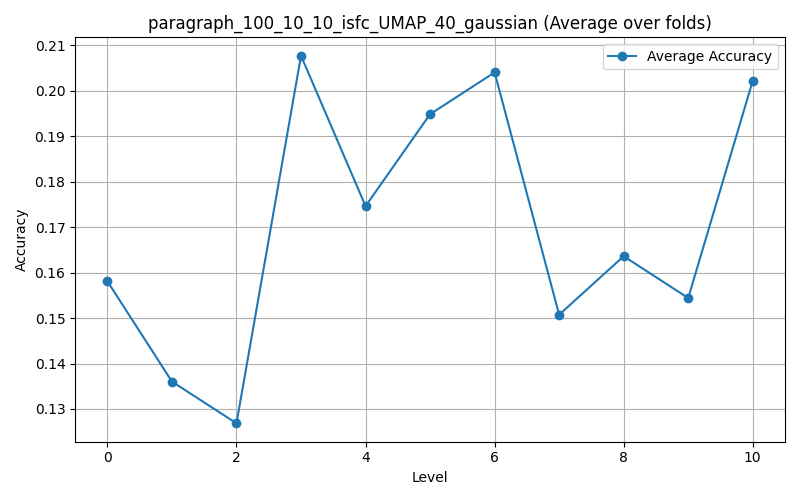 paragraph_100_10_10_isfc_UMAP_40_gaussian (Average over folds)
Average Accuracy
0.21
0.20
0.19
0.18
0.17
0.16
0.15
0.14
0.13
Accuracy
0 2 4 6 8 10
Level